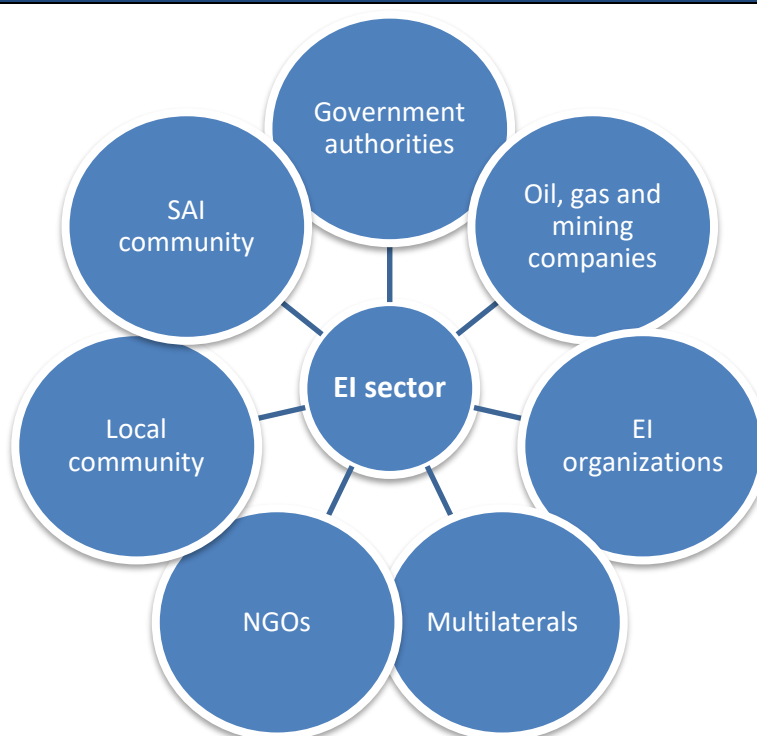 Government
authorities
Oil, gas and
mining
companies
EI
organizations
Multilaterals
NGOs
Local
community
SAI
community
EI sector